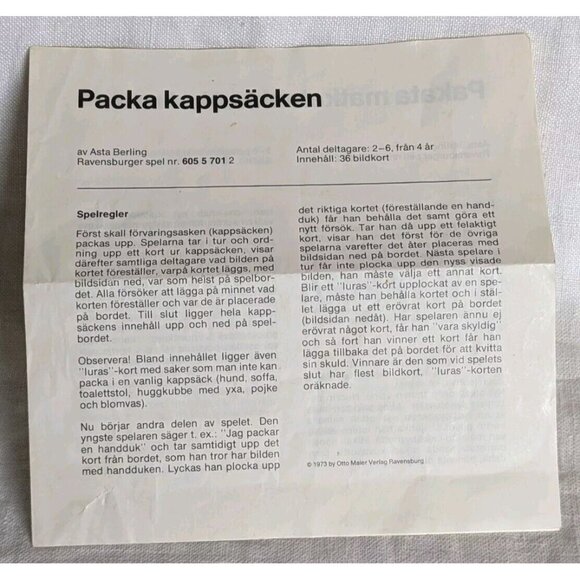 Packa kappsäcken
av Asta Berling
Ravensburger spel nr. 605 5 701 2
Antal deltagare: 2–6, från 4 år
Innehåll: 36 bildkort
Spelregler
Först skall förvaringsasken (kappsäcken)
packas upp. Spelarna tar i tur och ord-
ning upp ett kort ur kappsäcken, visar
därefter samtliga deltagare vad bilden på
kortet föreställer, varpå kortet läggs, med
bildsidan ned, var som helst på spelbor-
det. Alla försöker att lägga på minnet vad
korten föreställer och var de är placerade
på bordet. Till slut ligger hela kapp-
säckens innehåll upp och ned på spel-
bordet.
Observera! Bland innehållet ligger även
"luras"-kort med saker som man inte kan
packa i en vanlig kappsäck (hund, soffa,
toalettstol, huggkubbe med yxa, pojke
och blomvas).
Nu börjar andra delen av spelet. Den
yngste spelaren säger t. ex.: "Jag packar
en handduk" och tar samtidigt upp det
kort från bordet, som han tror har bilden
med handduken. Lyckas han plocka upp
det riktiga kortet (föreställande en hand-
duk) får han behålla det samt göra ett
nytt försök. Tar han då upp ett felaktigt
kort, visar han det först för de övriga
spelarna varefter det åter placeras med
bildsidan ned på bordet. Nästa spelare i
tur får inte plocka upp den nyss visade
bilden, han måste välja ett annat kort.
Blir ett "luras"-kort upplockat av en spe-
lare, måste han behålla kortet och i stäl-
let lägga ut ett erövrat kort på bordet
(bildsidan nedåt). Har spelaren ännu ej
erövrat något kort, får han "vara skyldig"
och så fort han vinner ett kort får han
lägga tillbaka det på bordet för att kvitta
sin skuld. Vinnare är den som vid spelets
slut har flest bildkort, "luras"-korten
oräknade.
© 1973 by Otto Maier Verlag Ravensburg